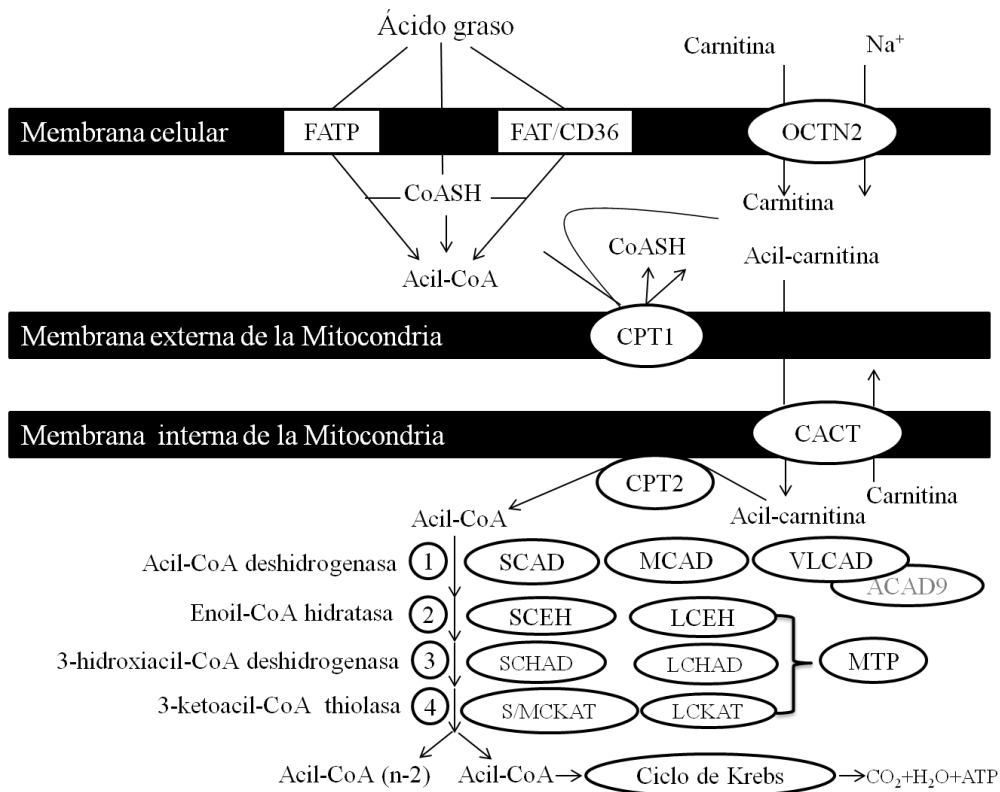 Ácido graso
Carnitina
Na⁺
Membrana celular
FATP
FAT/CD36
OCTN2
CoASH
Carnitina
CoASH
Acil-carnitina
Acil-CoA
Membrana externa de la Mitocondria
CPT1
Membrana interna de la Mitocondria
CACT
CPT2
Carnitina
Acil-CoA
Acil-carnitina
Acil-CoA deshidrogenasa
1
SCAD
MCAD
VLCAD
ACAD9
Enoil-CoA hidratasa
2
SCEH
LCEH
3-hidroxiacil-CoA deshidrogenasa
3
SCHAD
LCHAD
MTP
3-ketoacil-CoA thiolasa
4
S/MCKAT
LCKAT
Acil-CoA (n-2)
Acil-CoA
Ciclo de Krebs
CO₂+H₂O+ATP